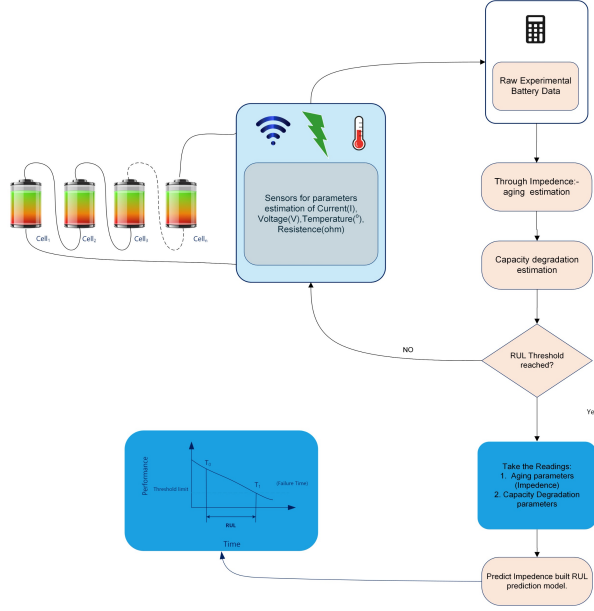 Raw Experimental
Battery Data
Sensors for parameters
estimation of Current(I),
Voltage(V),Temperature(⁰),
Resistence(ohm)
Cell₁
Cell₂
Cell₃
Cellₙ
Through Impedence:-
aging estimation
Capacity degradation
estimation
RUL Threshold
reached?
NO
Ye
Take the Readings:
1. Aging parameters
(Impedence)
2. Capacity Degradation
parameters
Predict Impedence built RUL
prediction model.
Performance
Threshold limit
T₀
T₁
(Failure Time)
RUL
Time